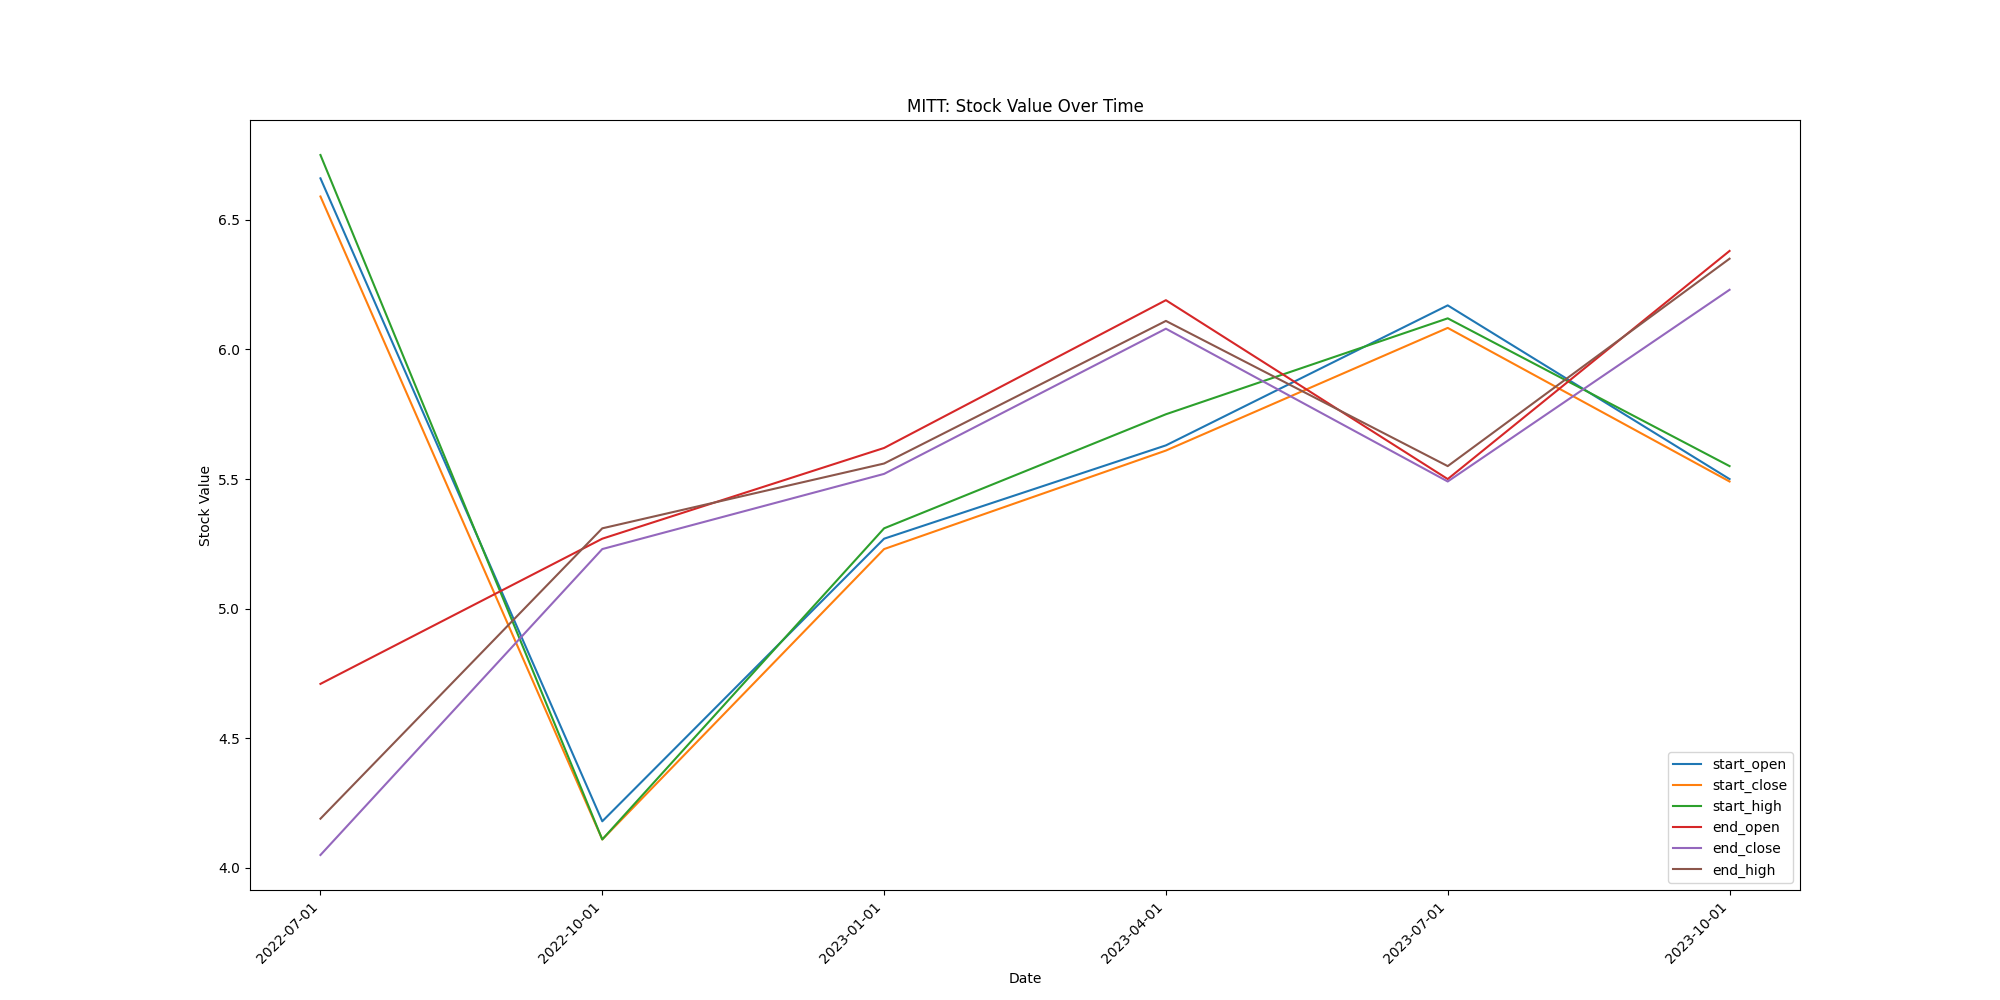 MITT: Stock Value Over Time
Stock Value
6.5
6.0
5.5
5.0
4.5
4.0
start_open
start_close
start_high
end_open
end_close
end_high
2022-07-01
2022-10-01
2023-01-01
2023-04-01
2023-07-01
2023-10-01
Date